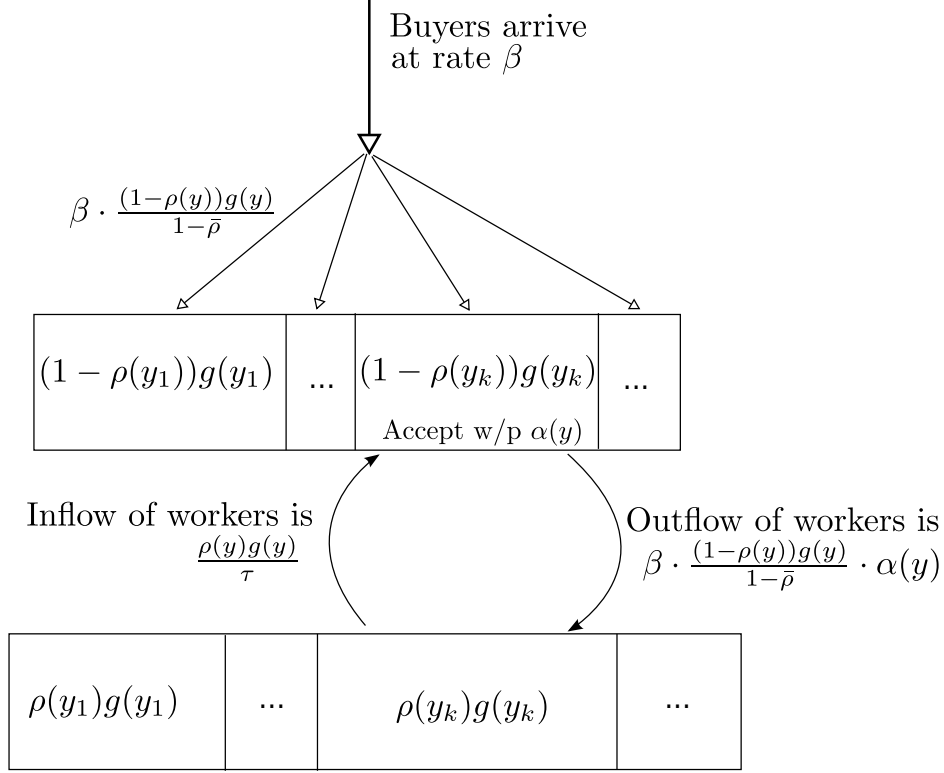 Buyers arrive
at rate β
β · (1−ρ(y))g(y) / 1−ρ̄
(1 − ρ(y₁))g(y₁) ... (1 − ρ(yₖ))g(yₖ) ...
Accept w/p α(y)
Inflow of workers is
ρ(y)g(y) / τ
Outflow of workers is
β · (1−ρ(y))g(y) / 1−ρ̄ · α(y)
ρ(y₁)g(y₁) ... ρ(yₖ)g(yₖ) ...